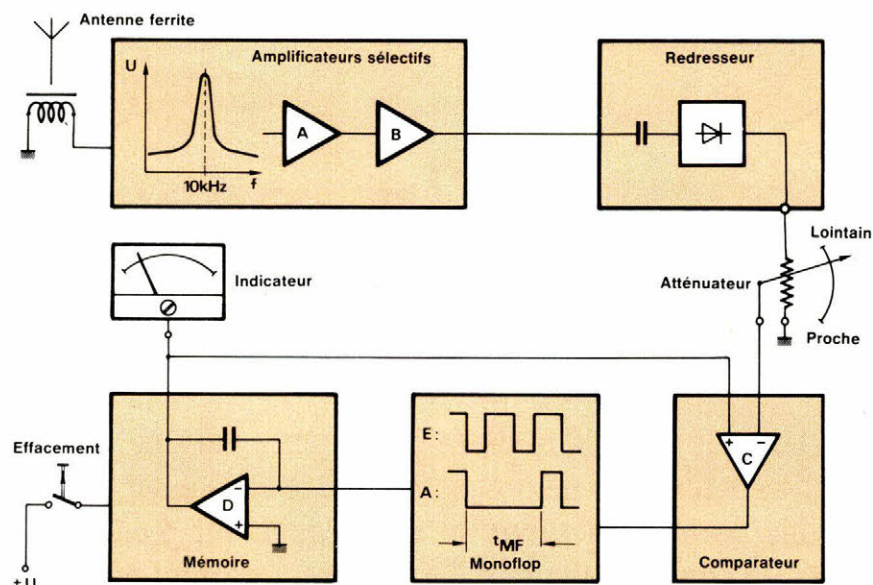 Antenne ferrite
Amplificateurs sélectifs
Redresseur
U
A
B
10kHz
f
Lointain
Atténuateur
Proche
Indicateur
E:
A:
tMF
Monoflop
+
−
C
Comparateur
Effacement
−
D
+
Mémoire
+U